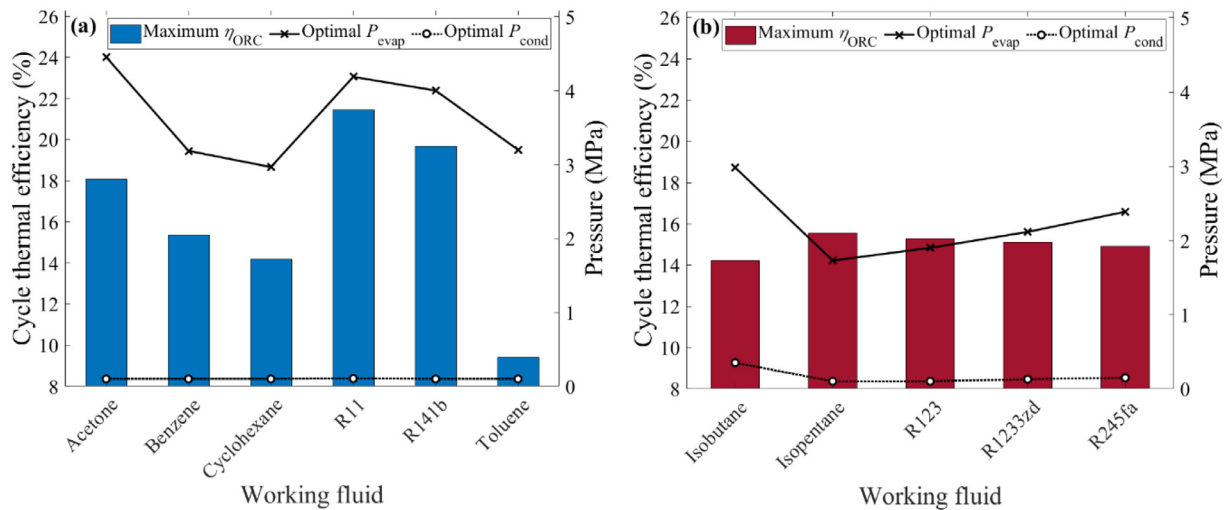 (a)
Maximum ηORC
Optimal Pevap
Optimal Pcond
Cycle thermal efficiency (%)
26
24
22
20
18
16
14
12
10
8
Pressure (MPa)
5
4
3
2
1
0
Acetone
Benzene
Cyclohexane
R11
R141b
Toluene
Working fluid
(b)
Maximum ηORC
Optimal Pevap
Optimal Pcond
Cycle thermal efficiency (%)
26
24
22
20
18
16
14
12
10
8
Pressure (MPa)
5
4
3
2
1
0
Isobutane
Isopentane
R123
R1233zd
R245fa
Working fluid